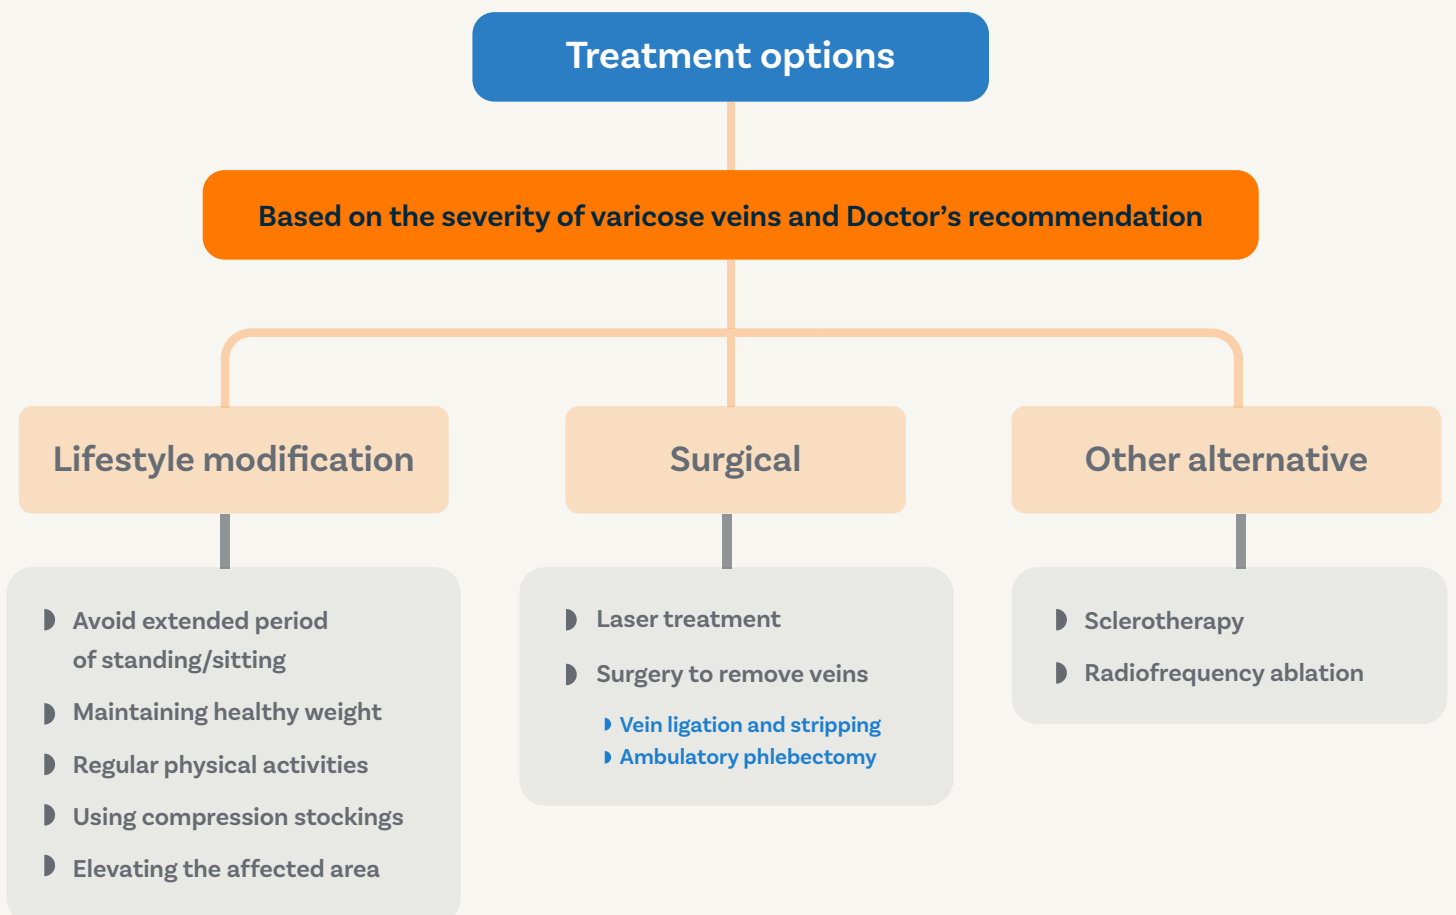 Treatment options
Based on the severity of varicose veins and Doctor’s recommendation
Lifestyle modification
Avoid extended period
of standing/sitting
Maintaining healthy weight
Regular physical activities
Using compression stockings
Elevating the affected area
Surgical
Laser treatment
Surgery to remove veins
Vein ligation and stripping
Ambulatory phlebectomy
Other alternative
Sclerotherapy
Radiofrequency ablation